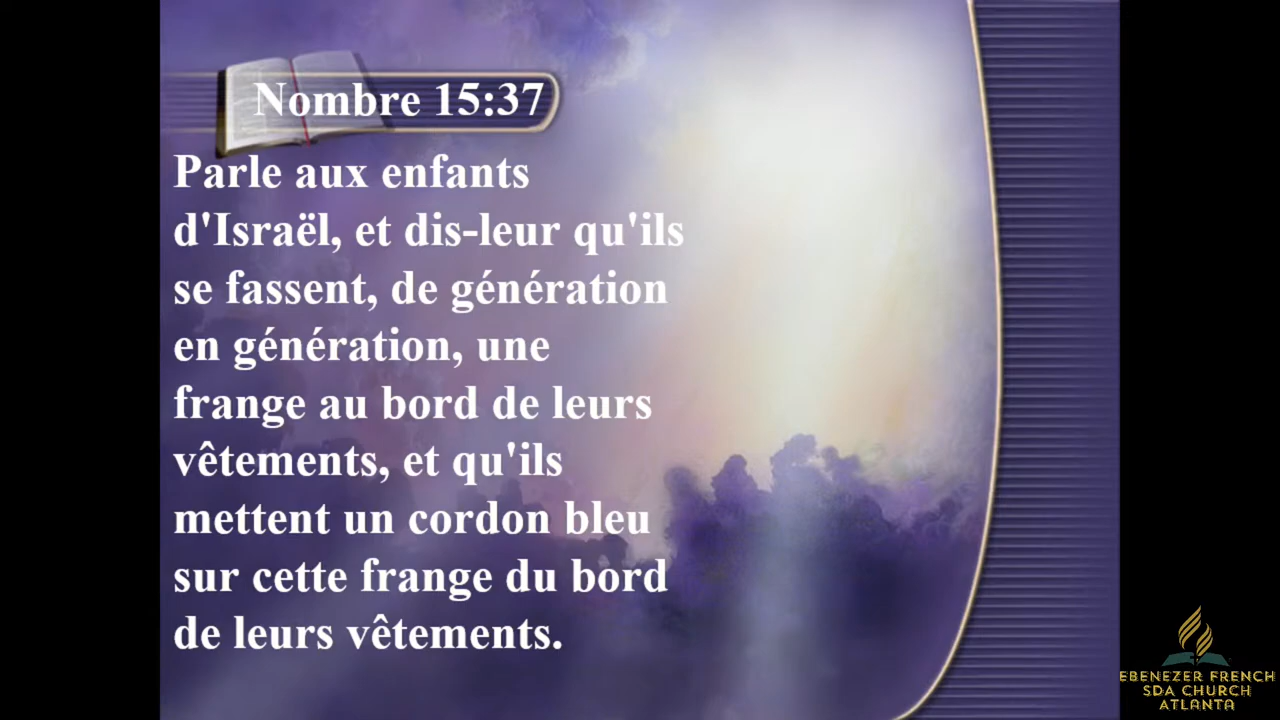 Nombre 15:37
Parle aux enfants
d'Israël, et dis-leur qu'ils
se fassent, de génération
en génération, une
frange au bord de leurs
vêtements, et qu'ils
mettent un cordon bleu
sur cette frange du bord
de leurs vêtements.
EBENEZER FRENCH
SDA CHURCH
ATLANTA